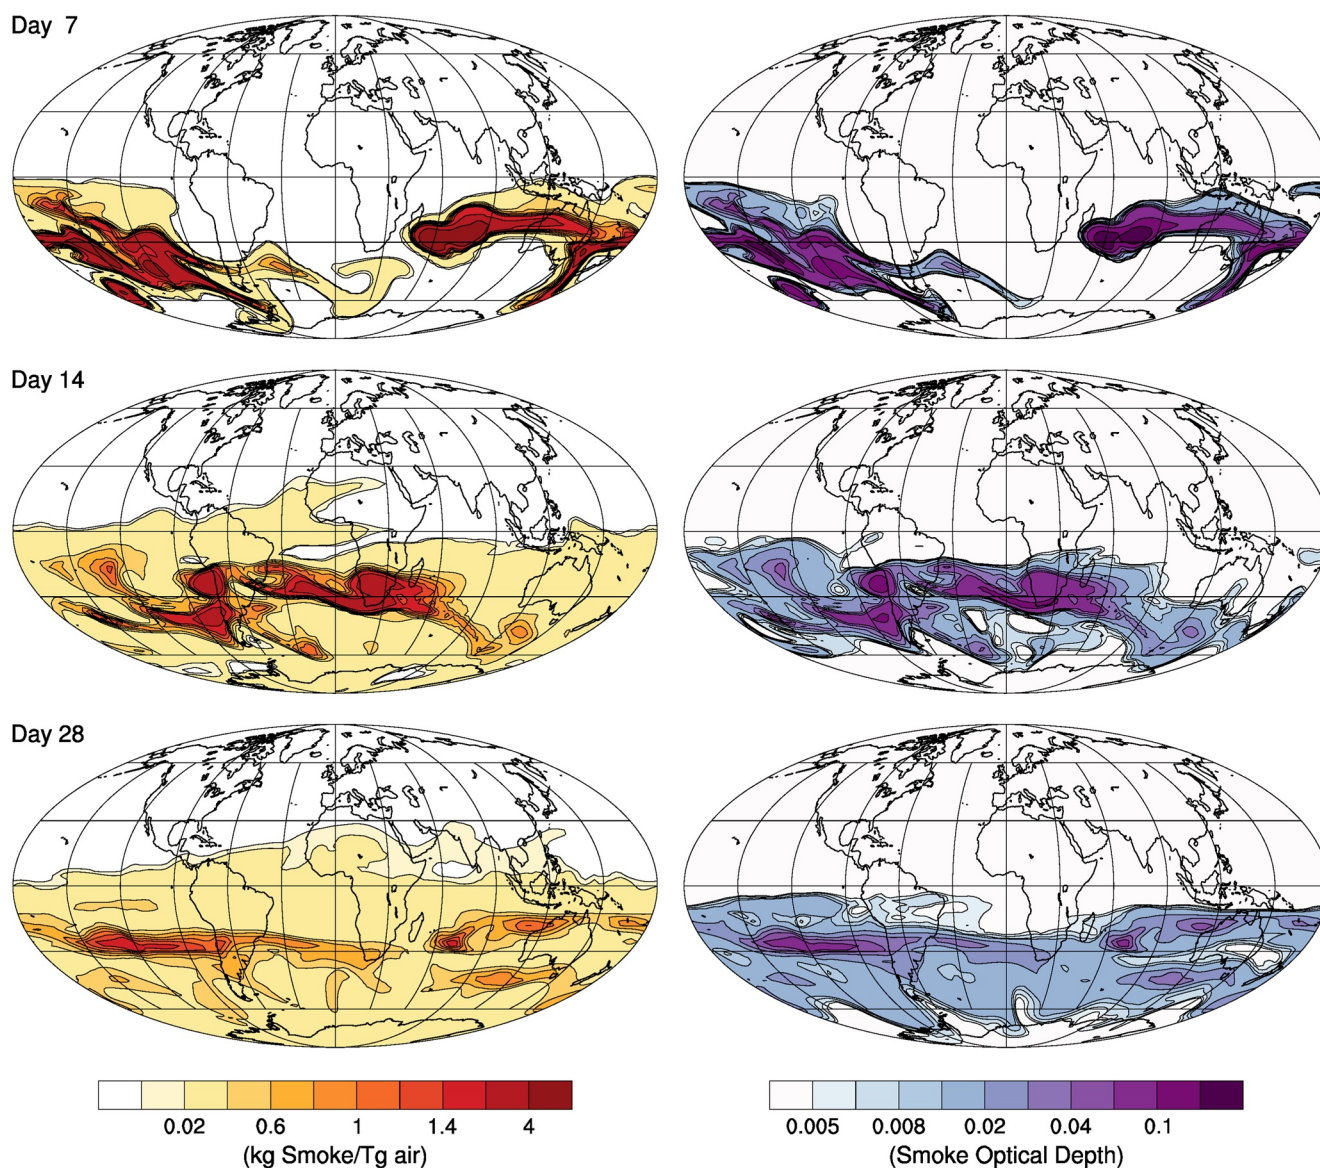 Day 7
Day 14
Day 28
0.02 0.6 1 1.4 4
(kg Smoke/Tg air)
0.005 0.008 0.02 0.04 0.1
(Smoke Optical Depth)